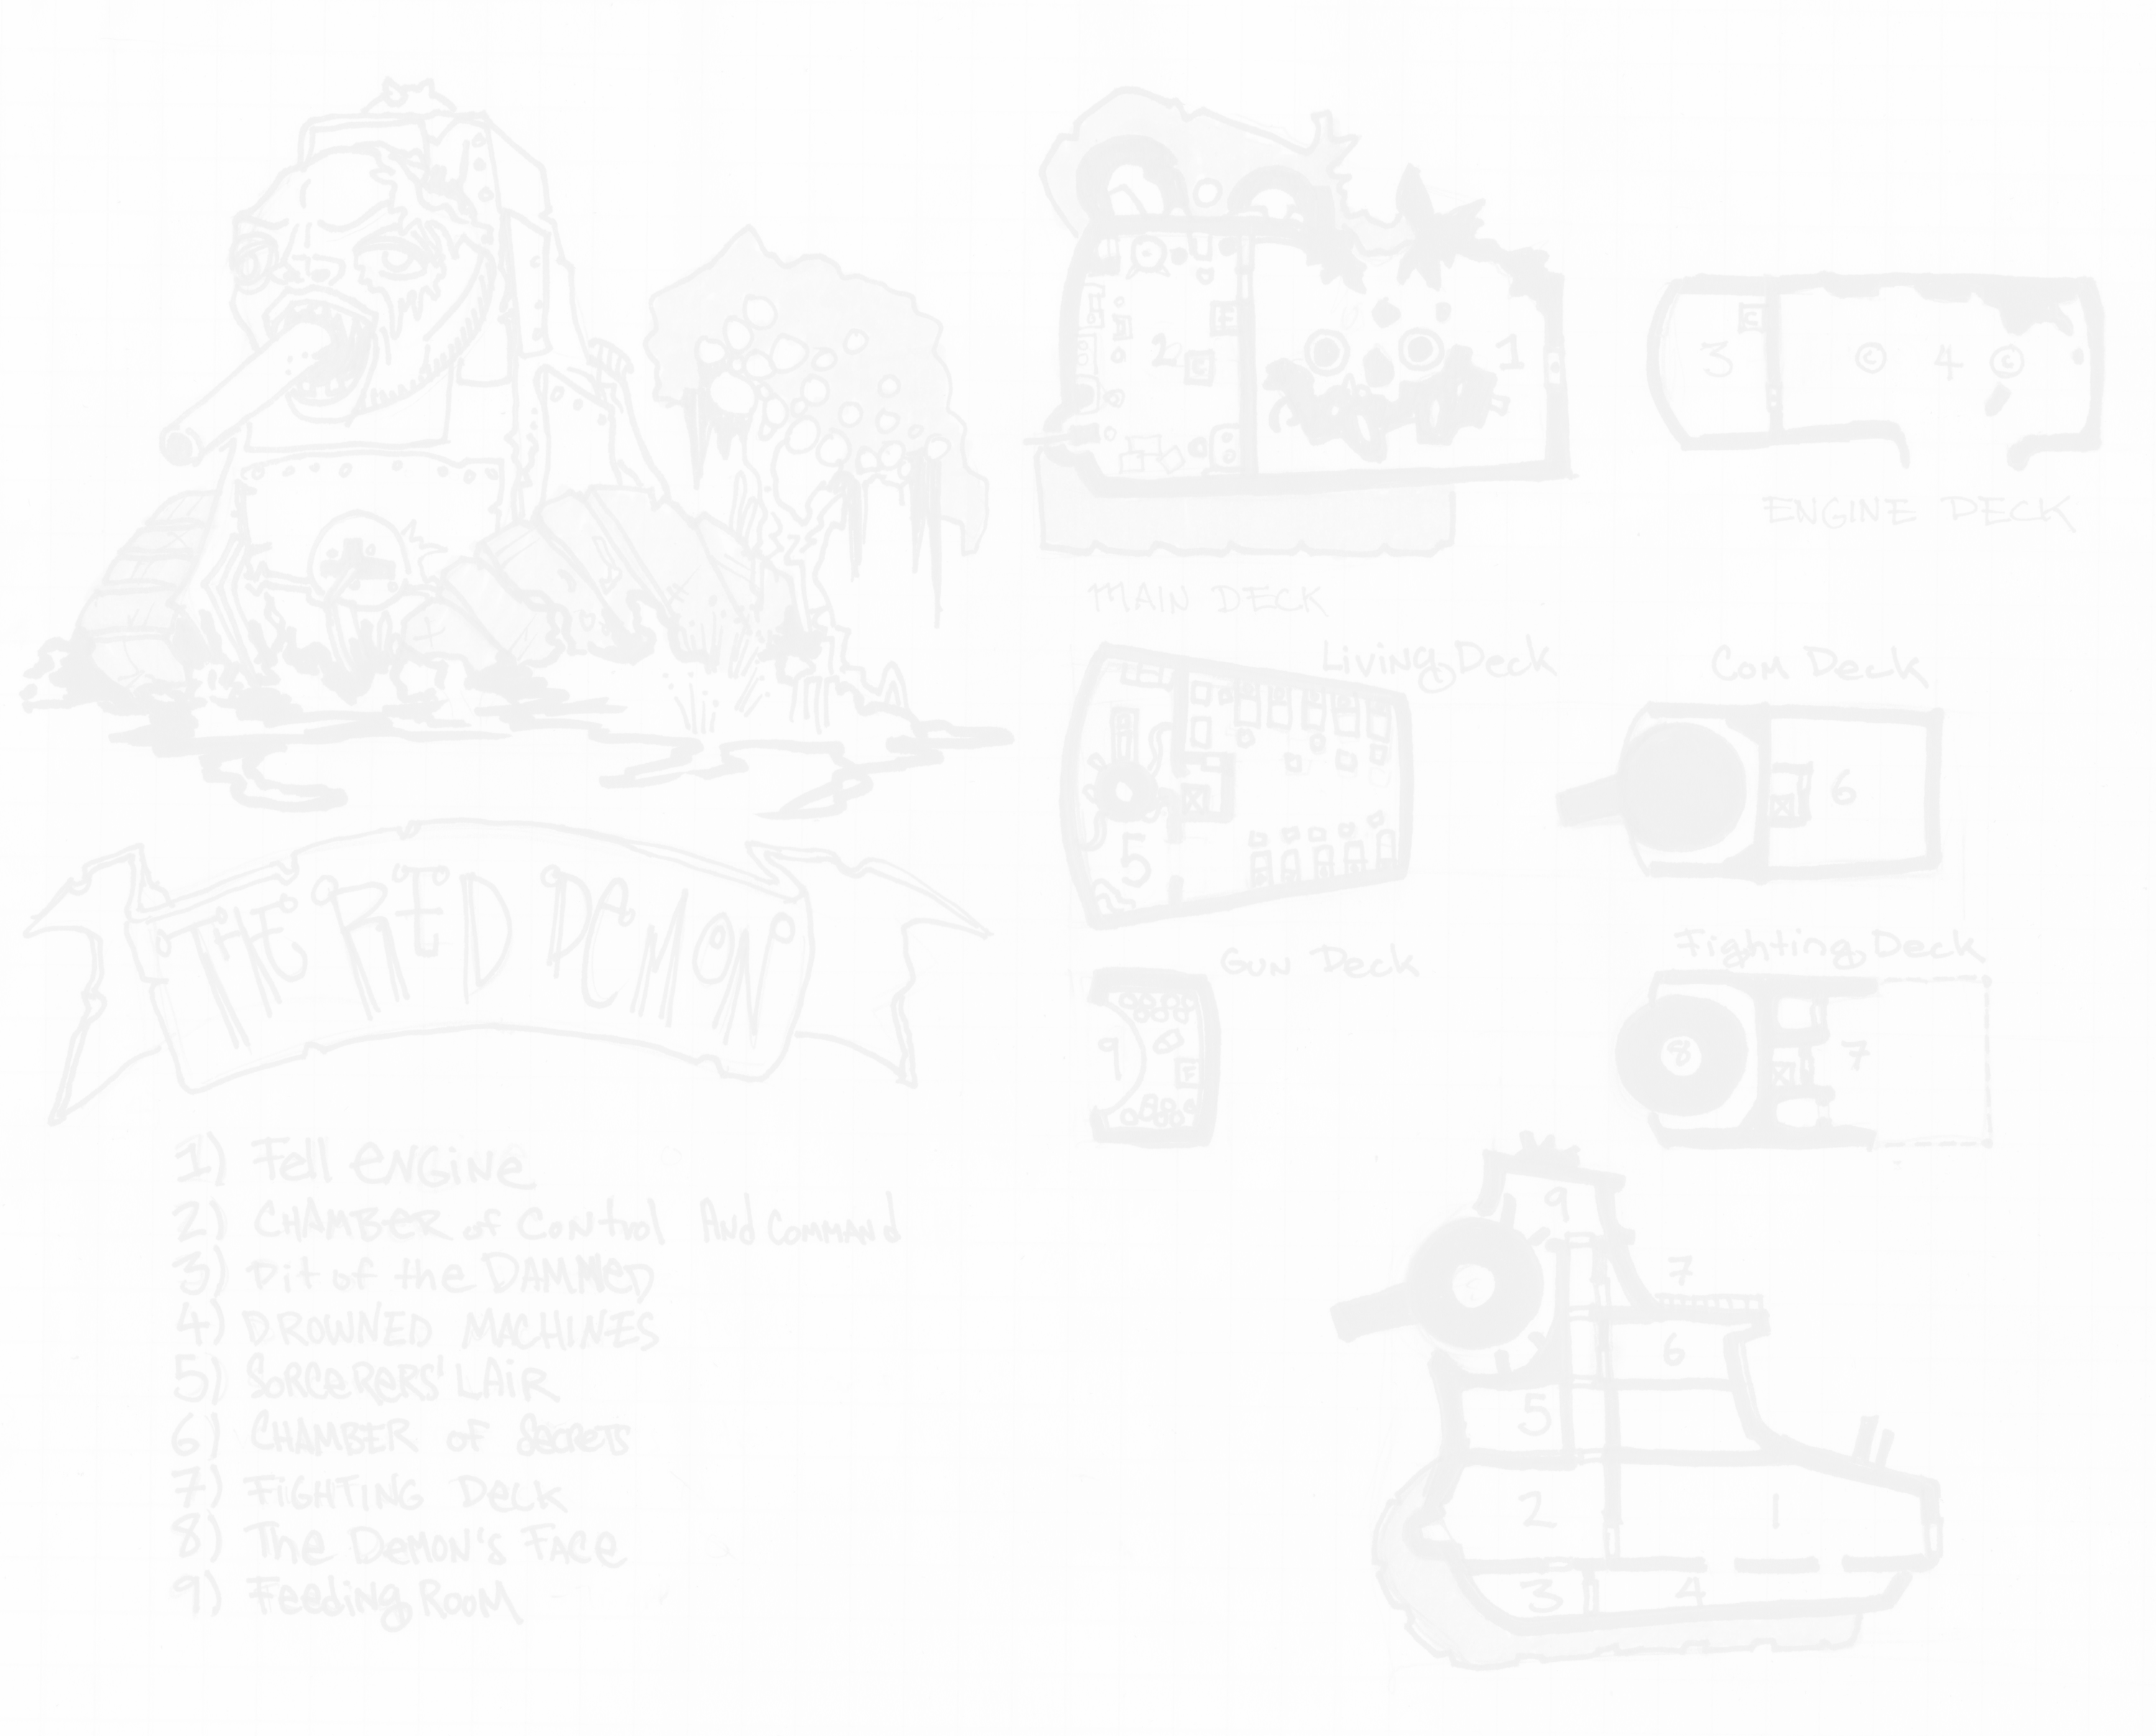 MAIN DECK
2
C
E
1
ENGINE DECK
3
C
C
4
C
Living Deck
5
Com Deck
6
Gun Deck
9
F
Fighting Deck
8
7
THE RED DEMON
1) Fell ENGiNe
2) CHAMBeR of Control And Command
3) Pit of the DAMMeD
4) DROWNED MACHINES
5) SORCeReRS' LAiR
6) CHAMBER OF SecReTS
7) FiGHTiNG DecK
8) The DeMON'S FACe
9) FeediNg RooM
9
7
6
5
2
1
3
4